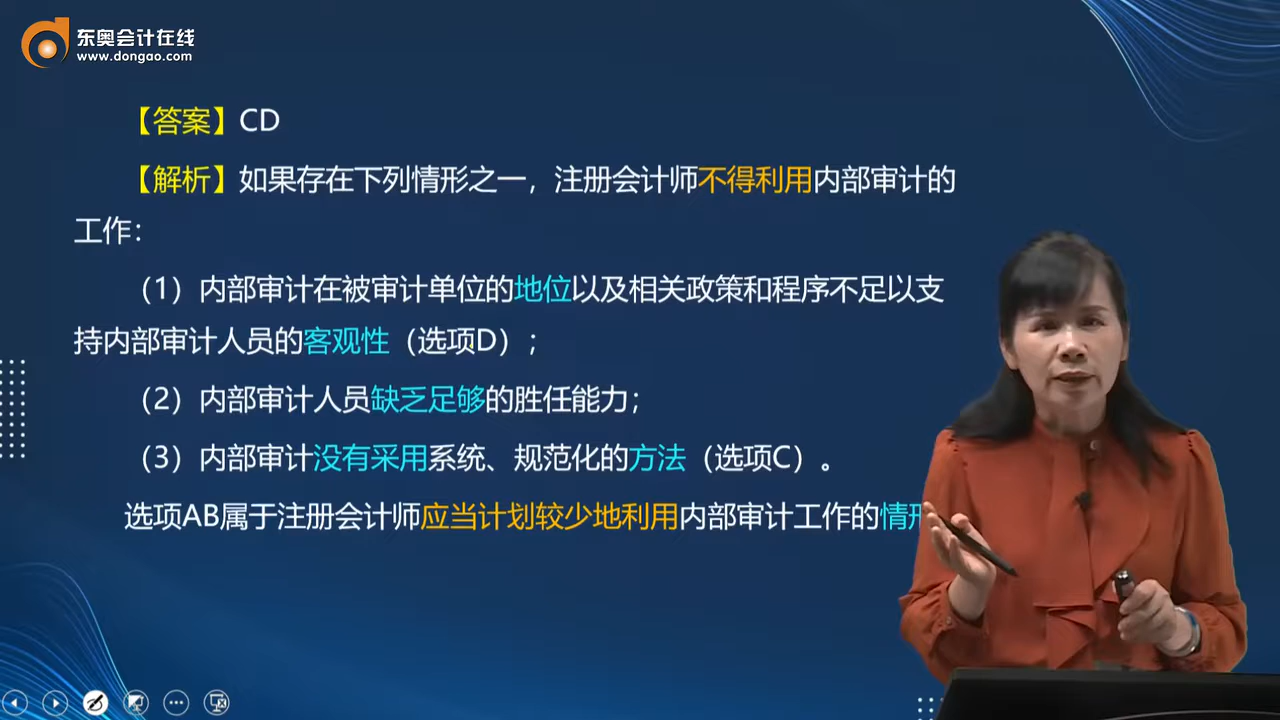 东奥会计在线
www.dongao.com
【答案】CD
【解析】如果存在下列情形之一，注册会计师不得利用内部审计的
工作：
（1）内部审计在被审计单位的地位以及相关政策和程序不足以支
持内部审计人员的客观性（选项D）；
（2）内部审计人员缺乏足够的胜任能力；
（3）内部审计没有采用系统、规范化的方法（选项C）。
选项AB属于注册会计师应当计划较少地利用内部审计工作的情